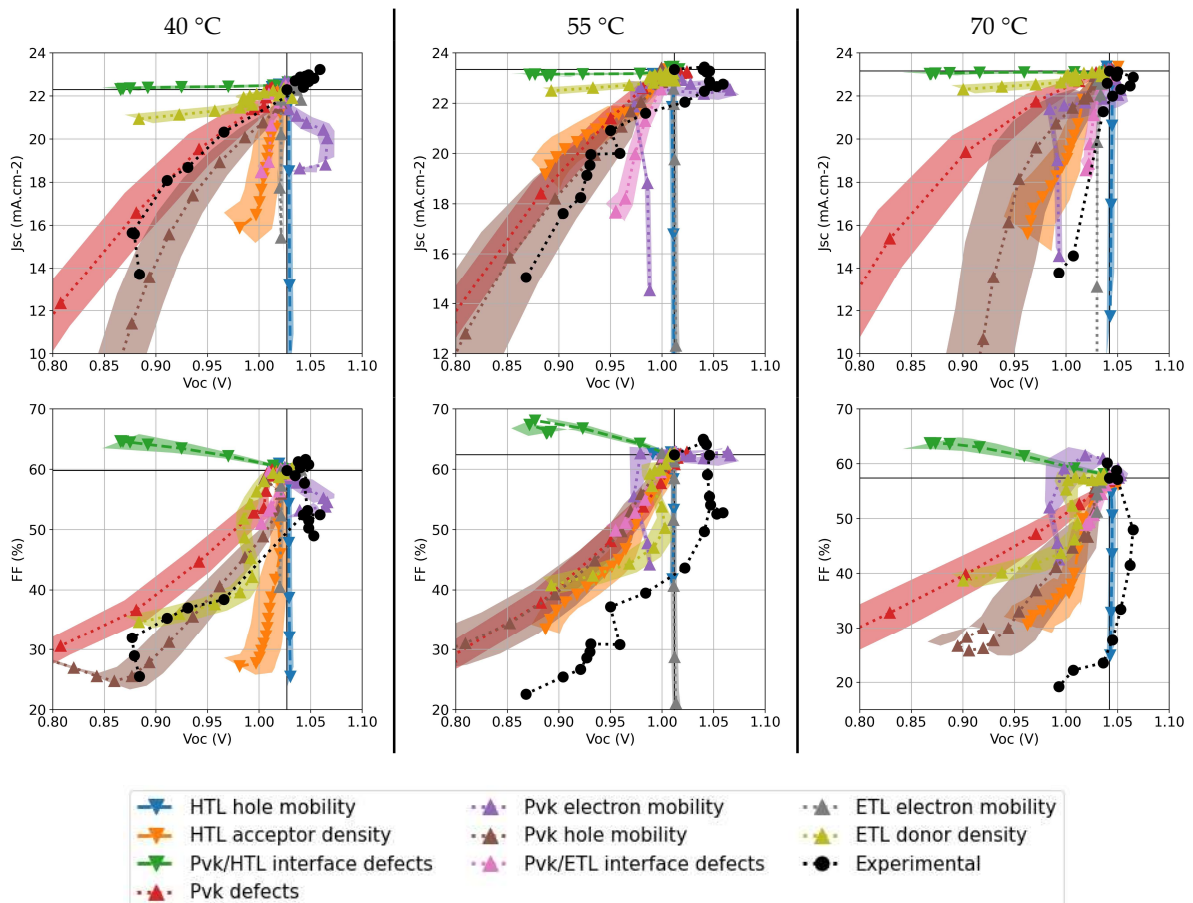 40 °C
55 °C
70 °C
24
22
20
18
16
14
12
10
Jsc (mA.cm-2)
0.80 0.85 0.90 0.95 1.00 1.05 1.10
Voc (V)
24
22
20
18
16
14
12
Jsc (mA.cm-2)
0.80 0.85 0.90 0.95 1.00 1.05 1.10
Voc (V)
24
22
20
18
16
14
12
10
Jsc (mA.cm-2)
0.80 0.85 0.90 0.95 1.00 1.05 1.10
Voc (V)
70
60
50
40
30
20
FF (%)
0.80 0.85 0.90 0.95 1.00 1.05 1.10
Voc (V)
70
60
50
40
30
20
FF (%)
0.80 0.85 0.90 0.95 1.00 1.05 1.10
Voc (V)
70
60
50
40
30
20
FF (%)
0.80 0.85 0.90 0.95 1.00 1.05 1.10
Voc (V)
HTL hole mobility
HTL acceptor density
Pvk/HTL interface defects
Pvk defects
Pvk electron mobility
Pvk hole mobility
Pvk/ETL interface defects
ETL electron mobility
ETL donor density
Experimental